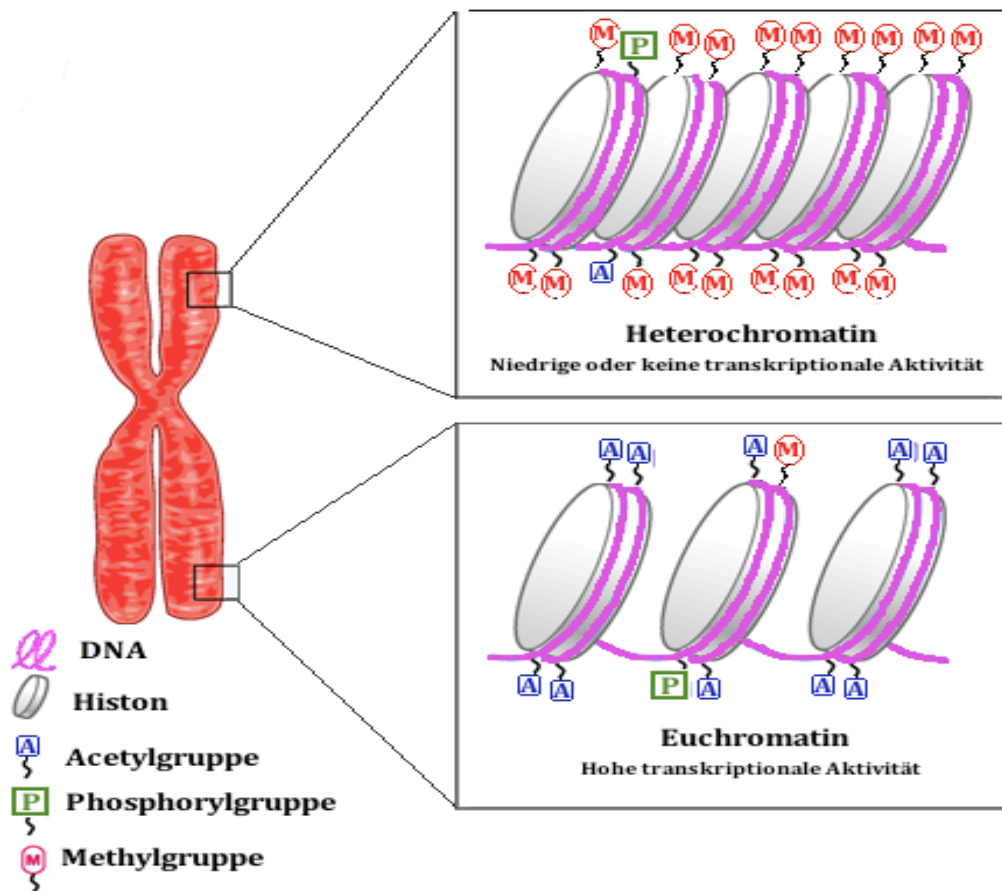 M P M M M M M M M M
M M A M M M M M M M
Heterochromatin
Niedrige oder keine transkriptionale Aktivität
A A A M A A
A A P A A A
Euchromatin
Hohe transkriptionale Aktivität
DNA
Histon
A Acetylgruppe
P Phosphorylgruppe
M Methylgruppe